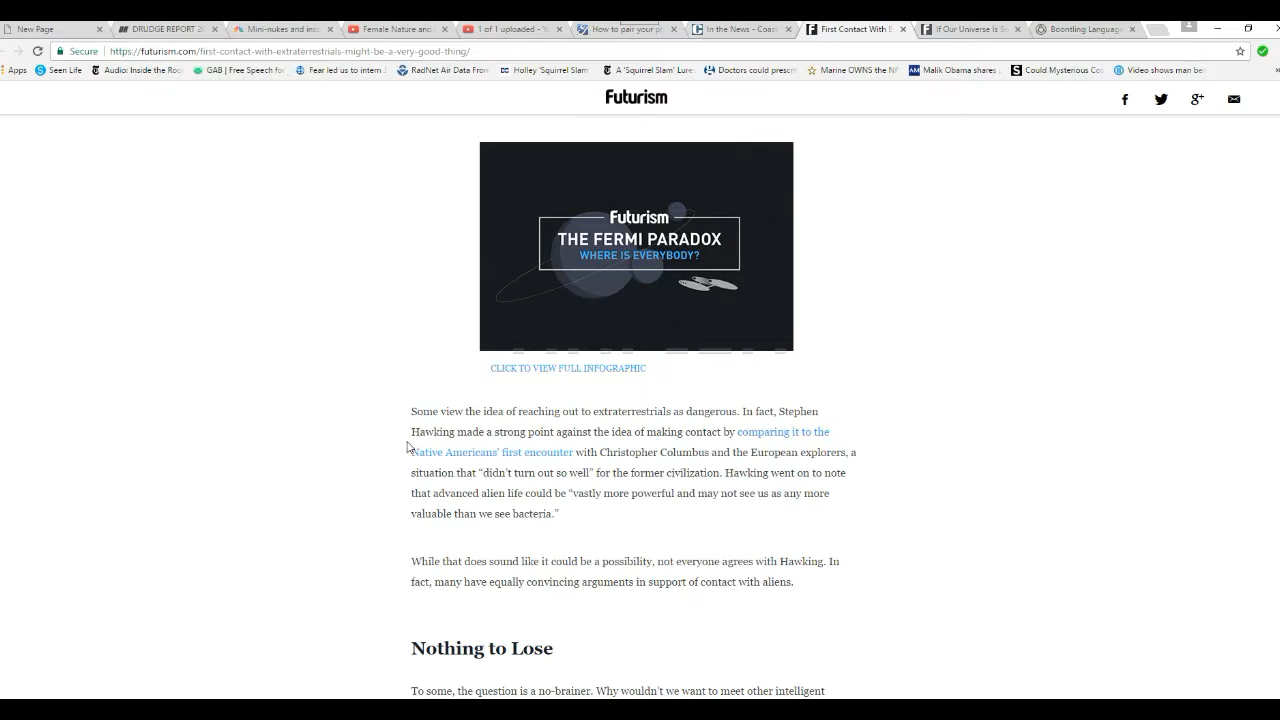 New Page
DRUDGE REPORT 20
Mini-nukes and ins
Female Nature and
1 of 1 uploaded - Yo
How to pair your ph
In the News - Coast
First Contact With E
If Our Universe Is S
Boontling Language
Secure
https://futurism.com/first-contact-with-extraterrestrials-might-be-a-very-good-thing/
Apps
Seen Life
Audio: Inside the Roo
GAB | Free Speech for
Fear led us to intern J
RadNet Air Data From
Holley 'Squirrel Slam
A 'Squirrel Slam' Lure
Doctors could prescr
Marine OWNS the NF
Malik Obama shares
Could Mysterious Co
Video shows man be
Futurism
Futurism
THE FERMI PARADOX
WHERE IS EVERYBODY?
CLICK TO VIEW FULL INFOGRAPHIC
Some view the idea of reaching out to extraterrestrials as dangerous. In fact, Stephen
Hawking made a strong point against the idea of making contact by comparing it to the
Native Americans' first encounter with Christopher Columbus and the European explorers, a
situation that “didn't turn out so well” for the former civilization. Hawking went on to note
that advanced alien life could be “vastly more powerful and may not see us as any more
valuable than we see bacteria.”
While that does sound like it could be a possibility, not everyone agrees with Hawking. In
fact, many have equally convincing arguments in support of contact with aliens.
Nothing to Lose
To some, the question is a no-brainer. Why wouldn't we want to meet other intelligent